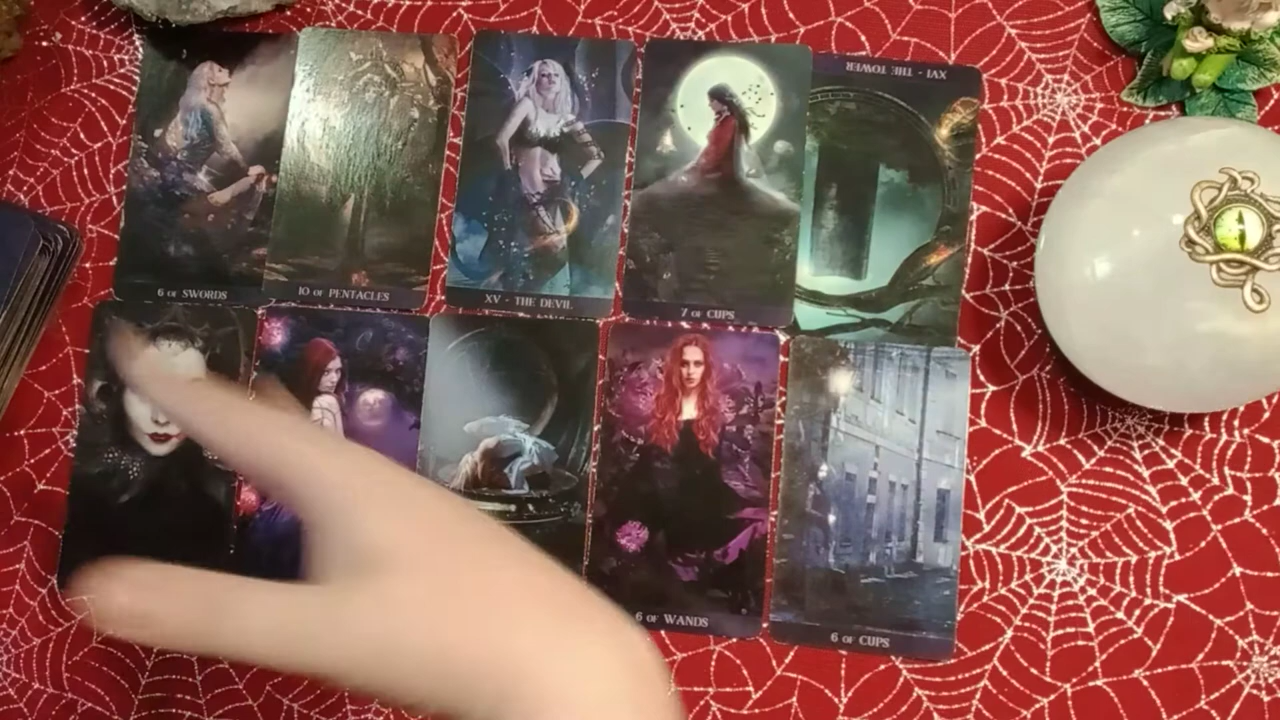 6 OF SWORDS
10 OF PENTACLES
XV - THE DEVIL
7 OF CUPS
XVI - THE TOWER
6 OF WANDS
6 OF CUPS